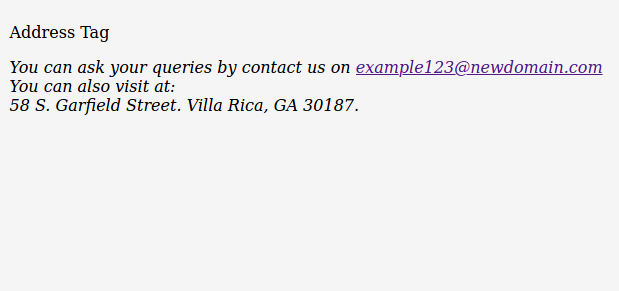 Address Tag
You can ask your queries by contact us on example123@newdomain.com
You can also visit at:
58 S. Garfield Street. Villa Rica, GA 30187.